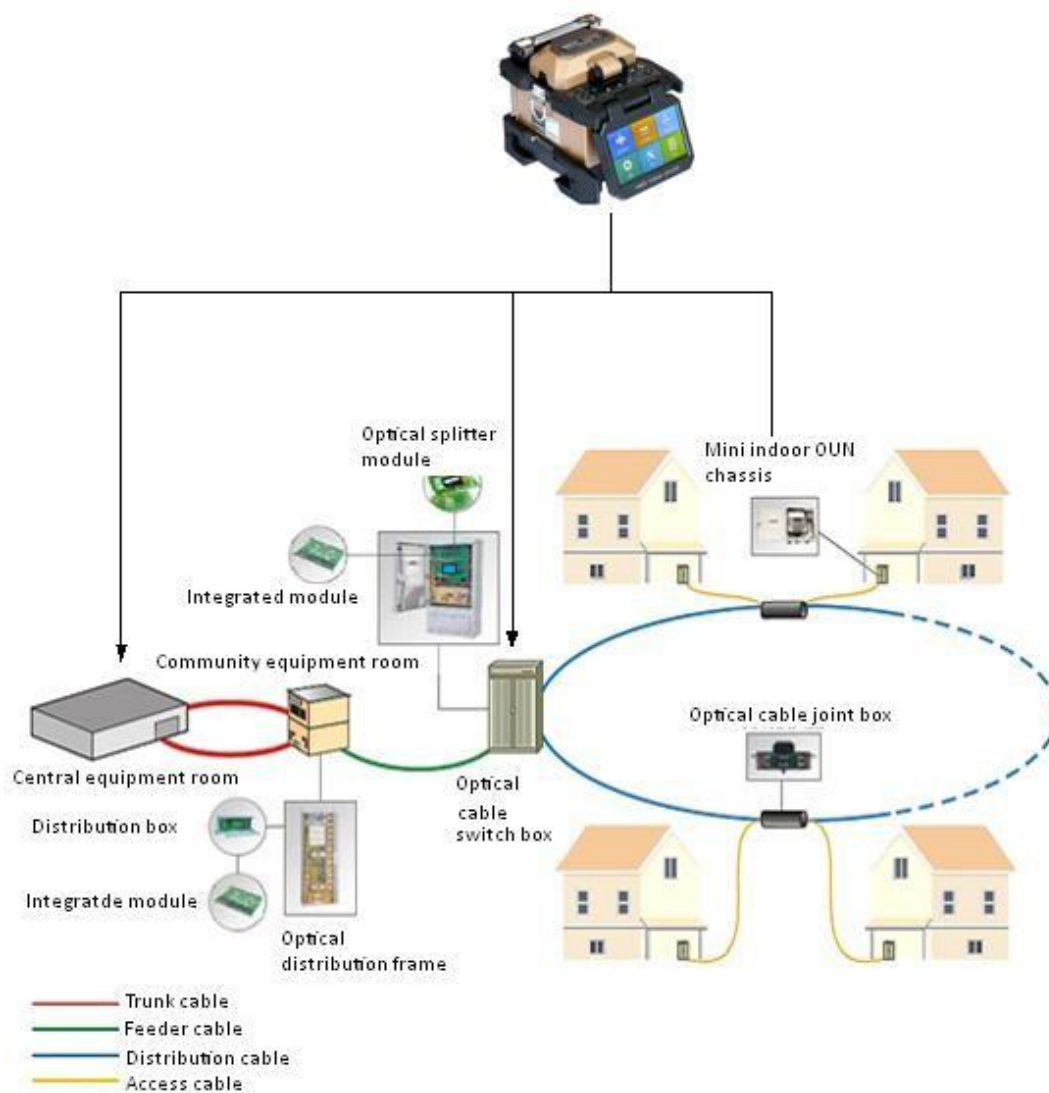 Optical splitter
module
Mini indoor OUN
chassis
Integrated module
Community equipment room
Optical cable joint box
Central equipment room
Optical
cable
switch box
Distribution box
Integratde module
Optical
distribution frame
Trunk cable
Feeder cable
Distribution cable
Access cable